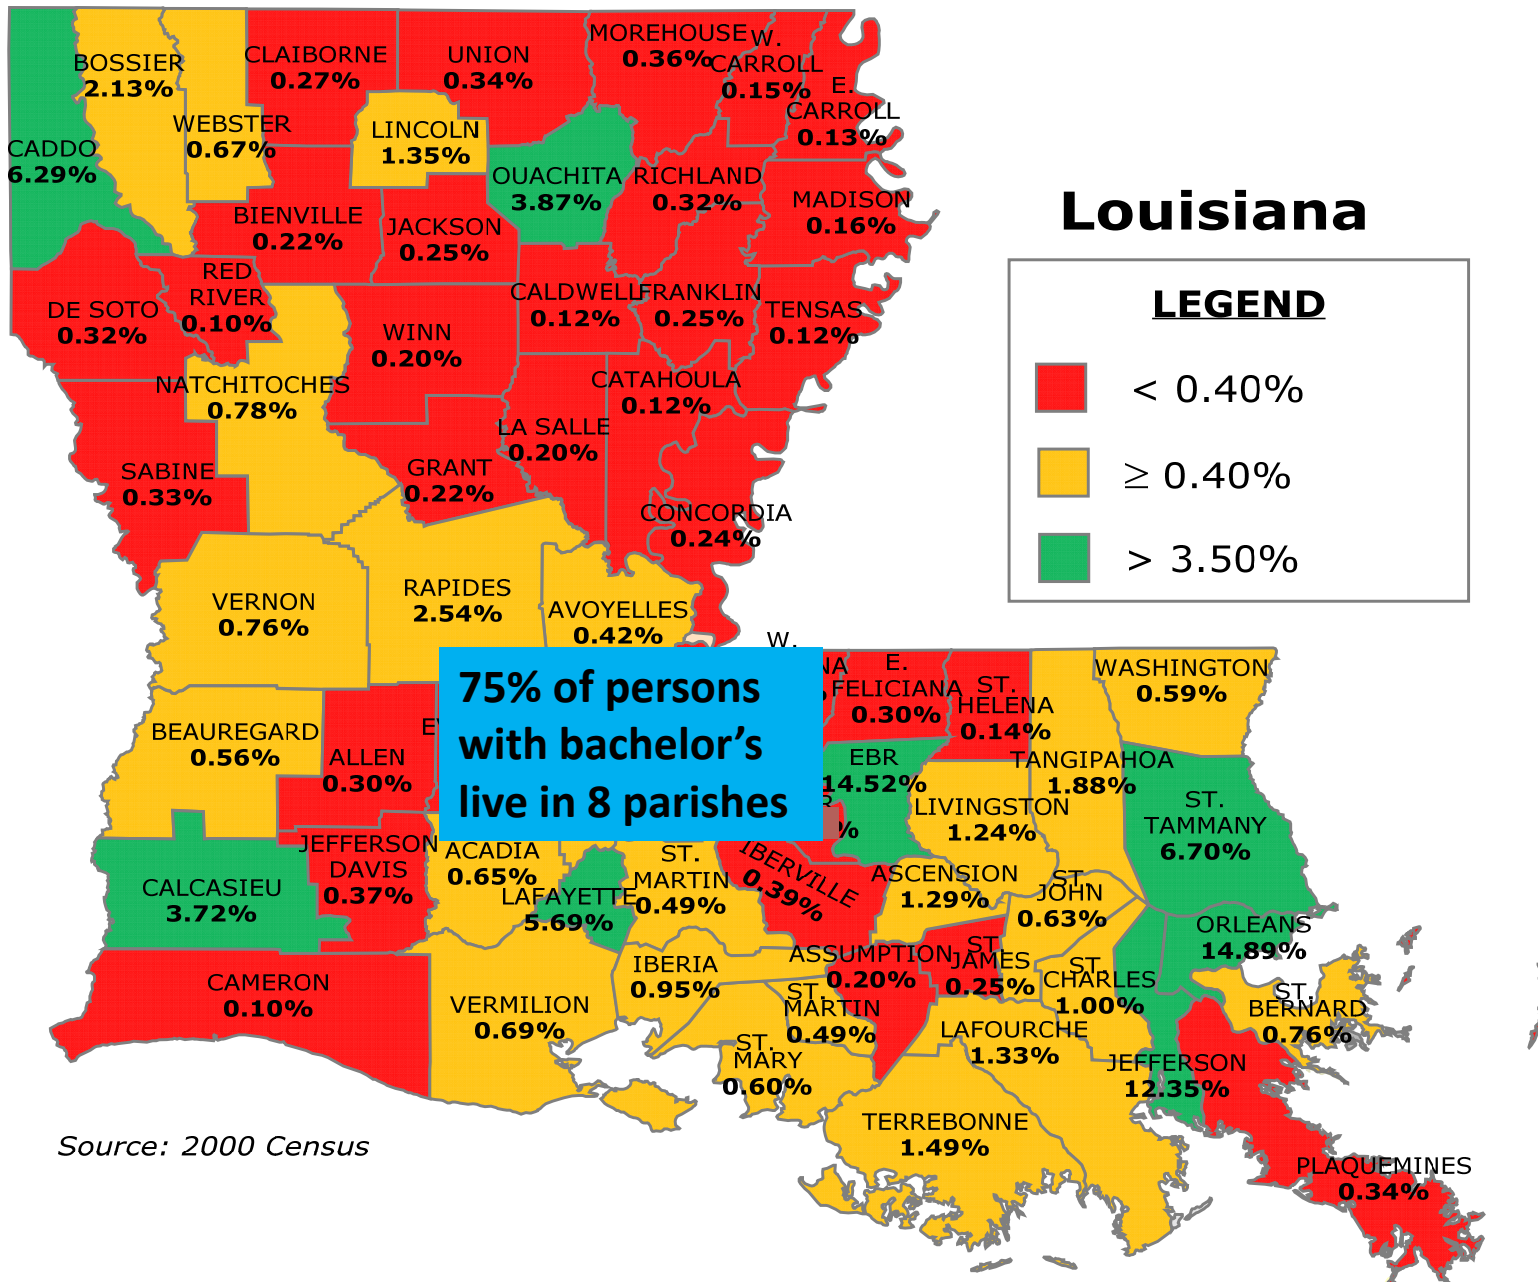 CADDO
6.29%
BOSSIER
2.13%
WEBSTER
0.67%
CLAIBORNE
0.27%
UNION
0.34%
LINCOLN
1.35%
MOREHOUSE
0.36%
W.
CARROLL
0.15%
E.
CARROLL
0.13%
OUACHITA
3.87%
RICHLAND
0.32%
MADISON
0.16%
BIENVILLE
0.22%
JACKSON
0.25%
DE SOTO
0.32%
RED
RIVER
0.10%
WINN
0.20%
CALDWELL
0.12%
FRANKLIN
0.25%
TENSAS
0.12%
NATCHITOCHES
0.78%
CATAHOULA
0.12%
SABINE
0.33%
GRANT
0.22%
LA SALLE
0.20%
CONCORDIA
0.24%
Louisiana
LEGEND
< 0.40%
≥ 0.40%
> 3.50%
VERNON
0.76%
RAPIDES
2.54%
AVOYELLES
0.42%
W.
NA
75% of persons
with bachelor’s
live in 8 parishes
E.
FELICIANA
0.30%
ST.
HELENA
0.14%
WASHINGTON
0.59%
BEAUREGARD
0.56%
ALLEN
0.30%
EBR
14.52%
TANGIPAHOA
1.88%
LIVINGSTON
1.24%
ST.
TAMMANY
6.70%
R
%
CALCASIEU
3.72%
JEFFERSON
DAVIS
0.37%
ACADIA
0.65%
LAFAYETTE
5.69%
ST.
MARTIN
0.49%
IBERVILLE
0.39%
ASCENSION
1.29%
ST.
JOHN
0.63%
ORLEANS
14.89%
CAMERON
0.10%
VERMILION
0.69%
IBERIA
0.95%
ASSUMPTION
0.20%
ST.
JAMES
0.25%
ST.
CHARLES
1.00%
ST.
BERNARD
0.76%
ST.
MARTIN
0.49%
ST.
MARY
0.60%
LAFOURCHE
1.33%
JEFFERSON
12.35%
TERREBONNE
1.49%
PLAQUEMINES
0.34%
Source: 2000 Census